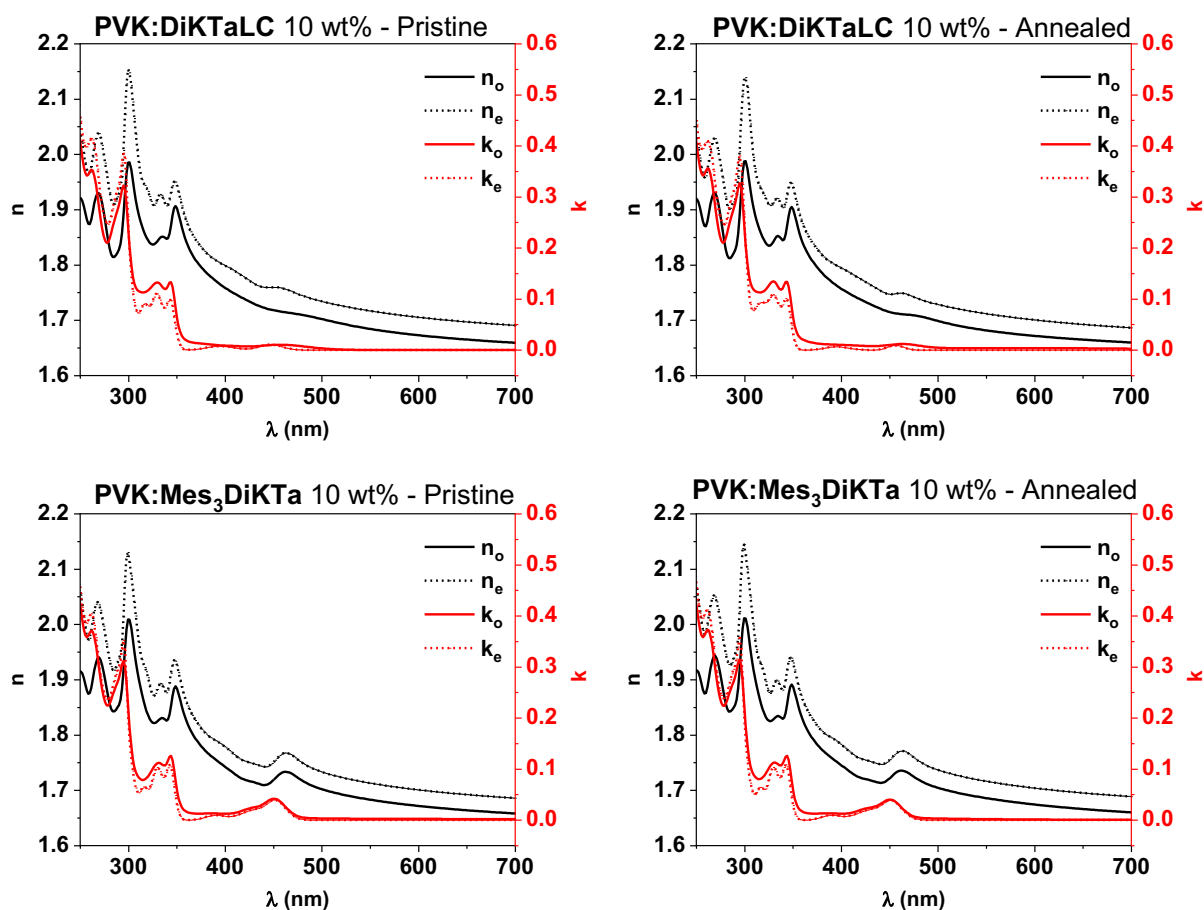 PVK:DiKTaLC 10 wt% - Pristine
2.2
2.1
2.0
1.9
1.8
1.7
1.6
n
0.6
0.5
0.4
0.3
0.2
0.1
0.0
k
nₒ
nₑ
kₒ
kₑ
300 400 500 600 700
λ (nm)
PVK:DiKTaLC 10 wt% - Annealed
2.2
2.1
2.0
1.9
1.8
1.7
1.6
n
0.6
0.5
0.4
0.3
0.2
0.1
0.0
k
nₒ
nₑ
kₒ
kₑ
300 400 500 600 700
λ (nm)
PVK:Mes₃DiKTa 10 wt% - Pristine
2.2
2.1
2.0
1.9
1.8
1.7
1.6
n
0.6
0.5
0.4
0.3
0.2
0.1
0.0
k
nₒ
nₑ
kₒ
kₑ
300 400 500 600 700
λ (nm)
PVK:Mes₃DiKTa 10 wt% - Annealed
2.2
2.1
2.0
1.9
1.8
1.7
1.6
n
0.6
0.5
0.4
0.3
0.2
0.1
0.0
k
nₒ
nₑ
kₒ
kₑ
300 400 500 600 700
λ (nm)